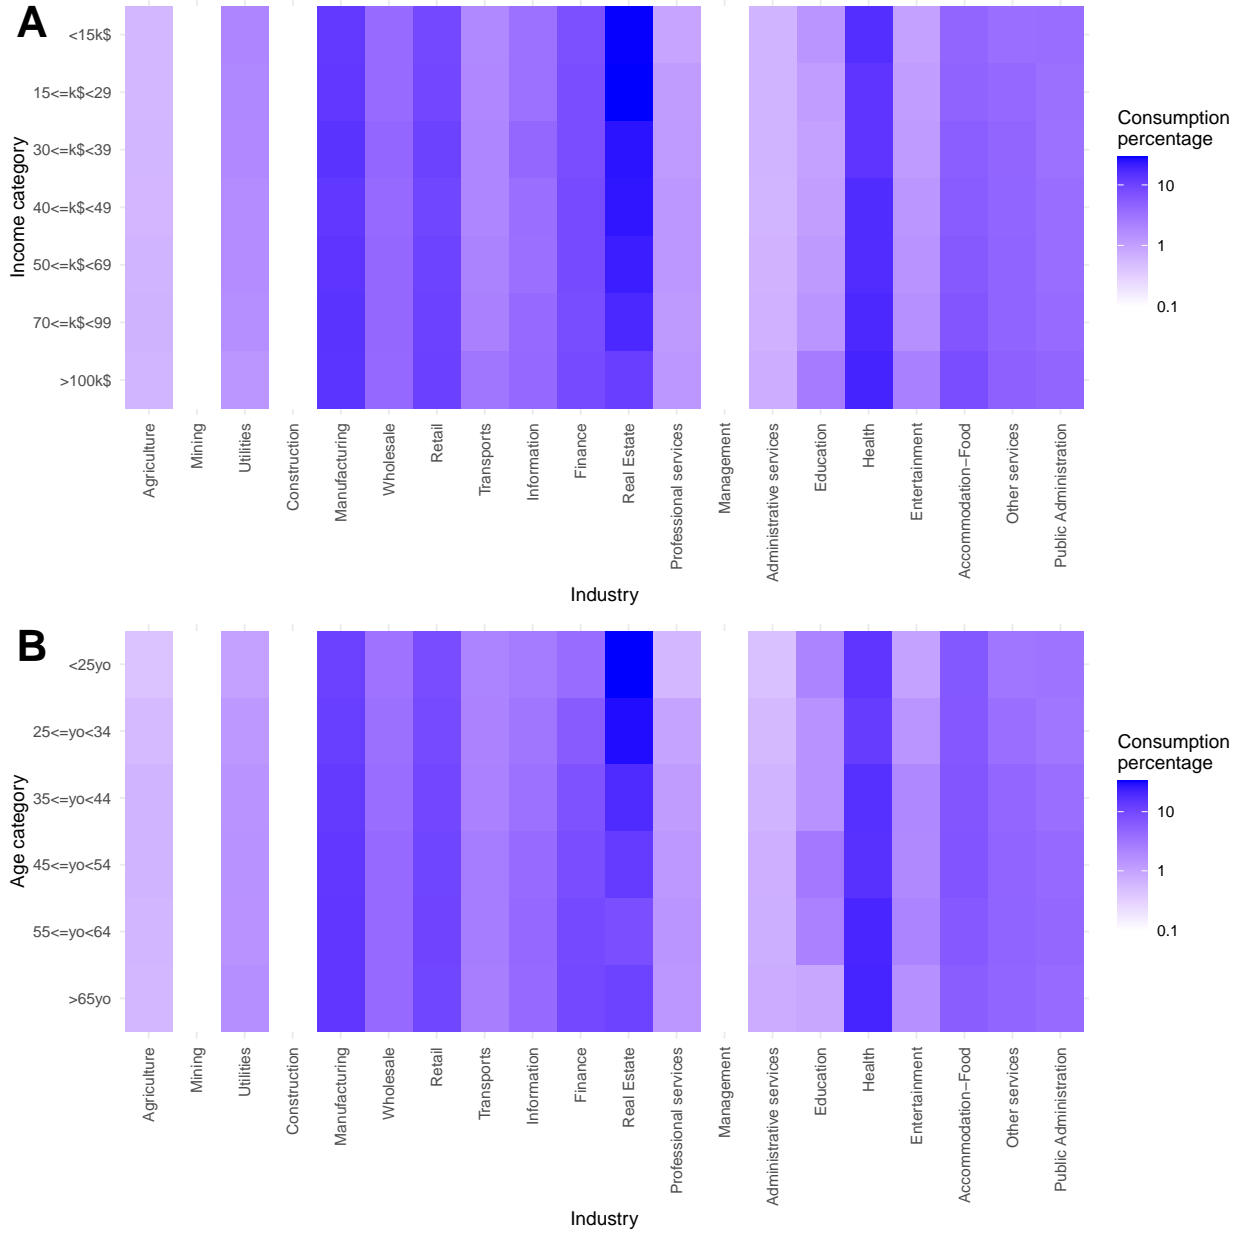 A
Income category
<15k$
15<=k$<29
30<=k$<39
40<=k$<49
50<=k$<69
70<=k$<99
>100k$
Agriculture
Mining
Utilities
Construction
Manufacturing
Wholesale
Retail
Transports
Information
Finance
Real Estate
Professional services
Management
Administrative services
Education
Health
Entertainment
Accommodation−Food
Other services
Public Administration
Industry
Consumption
percentage
10
1
0.1
B
Age category
<25yo
25<=yo<34
35<=yo<44
45<=yo<54
55<=yo<64
>65yo
Agriculture
Mining
Utilities
Construction
Manufacturing
Wholesale
Retail
Transports
Information
Finance
Real Estate
Professional services
Management
Administrative services
Education
Health
Entertainment
Accommodation−Food
Other services
Public Administration
Industry
Consumption
percentage
10
1
0.1